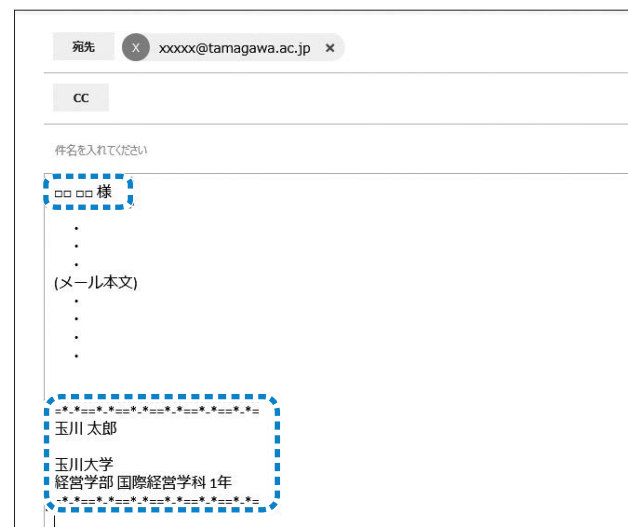 宛先 X xxxxx@tamagawa.ac.jp ×
CC
件名を入れてください
□□ □□ 様
・
・
・
(メール本文)
・
・
・
・
=*-*==*-*==*-*==*-*==*-*==*-*=
玉川 太郎
玉川大学
経営学部 国際経営学科 1年
=*-*==*-*==*-*==*-*==*-*==*-*=